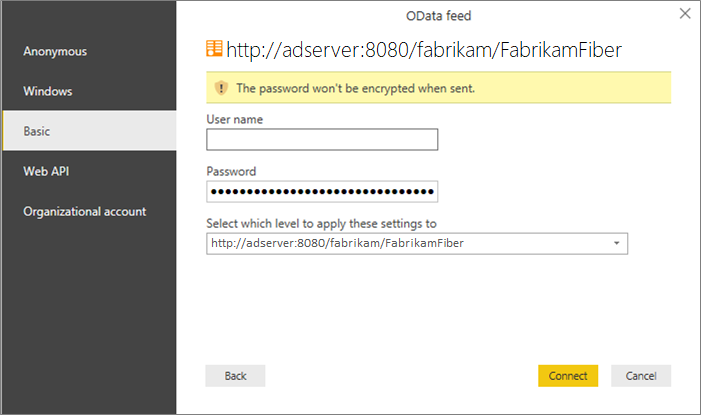 OData feed
Anonymous
Windows
Basic
Web API
Organizational account
http://adserver:8080/fabrikam/FabrikamFiber
The password won't be encrypted when sent.
User name
Password
●●●●●●●●●●●●●●●●●●●●●●●●●●●●●●●
Select which level to apply these settings to
http://adserver:8080/fabrikam/FabrikamFiber
Back
Connect
Cancel